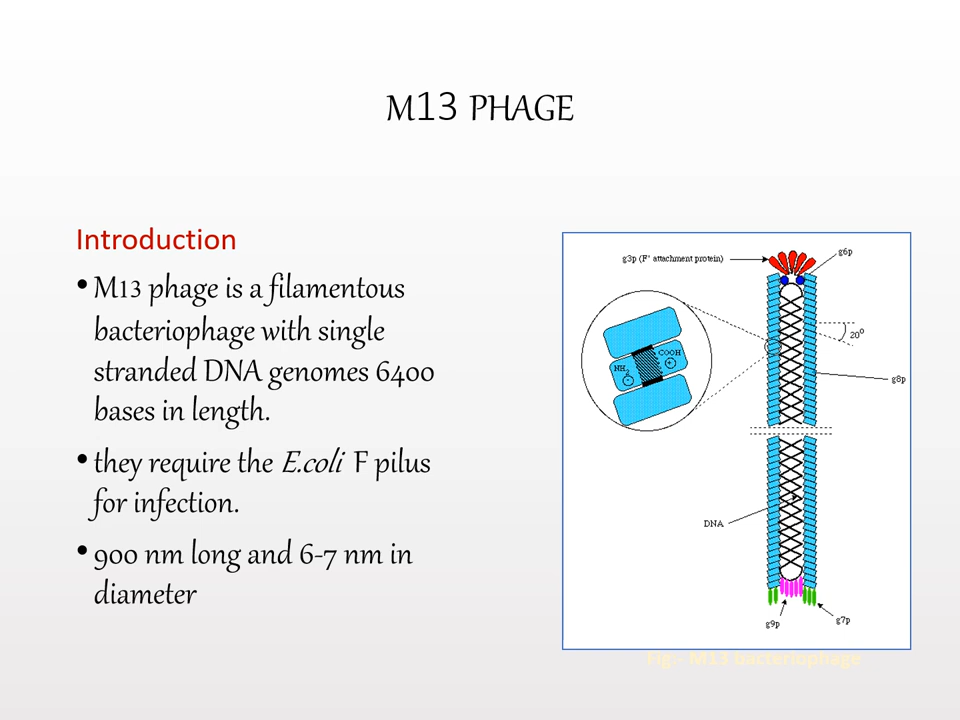 M13 PHAGE
Introduction
• M13 phage is a filamentous
bacteriophage with single
stranded DNA genomes 6400
bases in length.
• they require the E.coli F pilus
for infection.
• 900 nm long and 6-7 nm in
diameter
g3p (F' attachment protein)
g6p
20°
COOH
+
NH2
-
g8p
DNA
g9p
g7p
Fig:- M13 bacteriophage